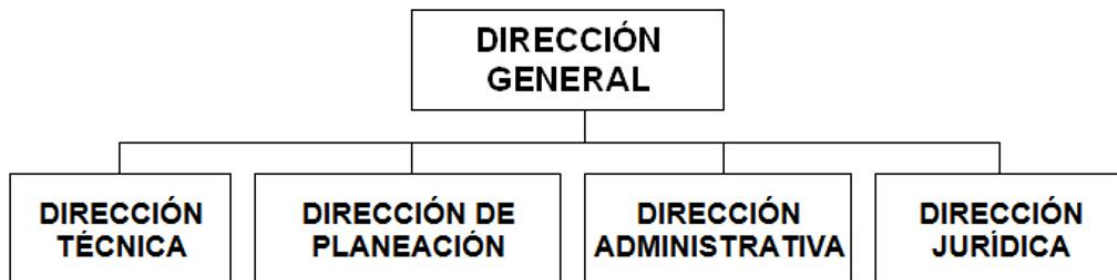 DIRECCIÓN
GENERAL
DIRECCIÓN
TÉCNICA
DIRECCIÓN DE
PLANEACIÓN
DIRECCIÓN
ADMINISTRATIVA
DIRECCIÓN
JURÍDICA